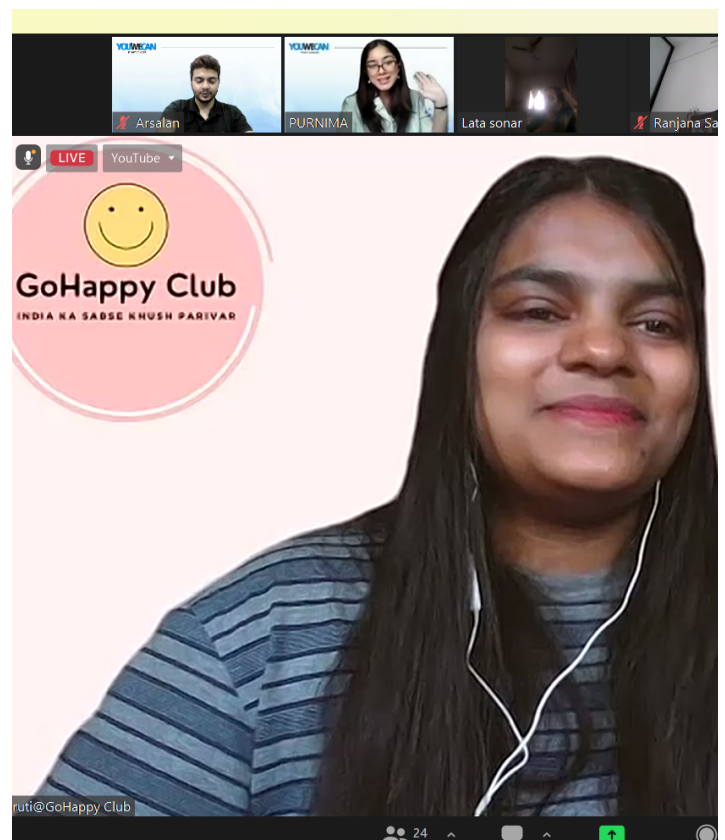 YOUWECAN
YOUWECAN
Arsalan
PURNIMA
Lata sonar
Ranjana Sa
LIVE
YouTube
GoHappy Club
INDIA KA SABSE KHUSH PARIVAR
ruti@GoHappy Club
24